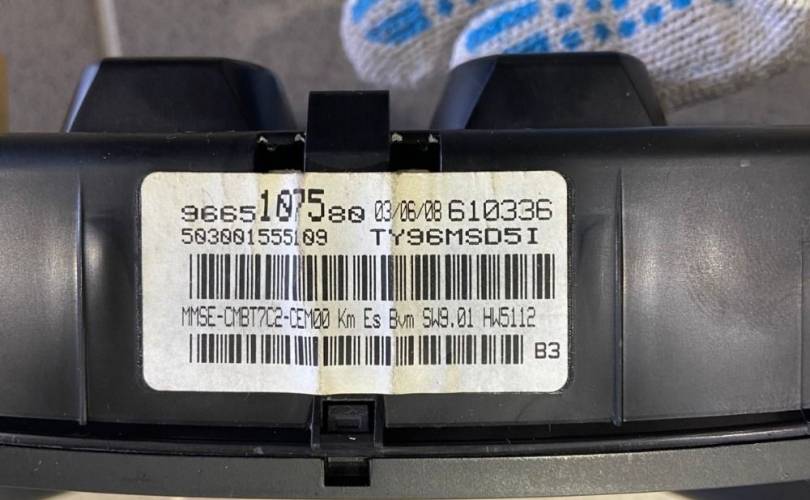 9665107580 03/06/08 610336
503001555109 TY96MSD5I
MMSE-CMBT7C2-CEM00 Km Es Bvm SW9.01 HW5112
B3